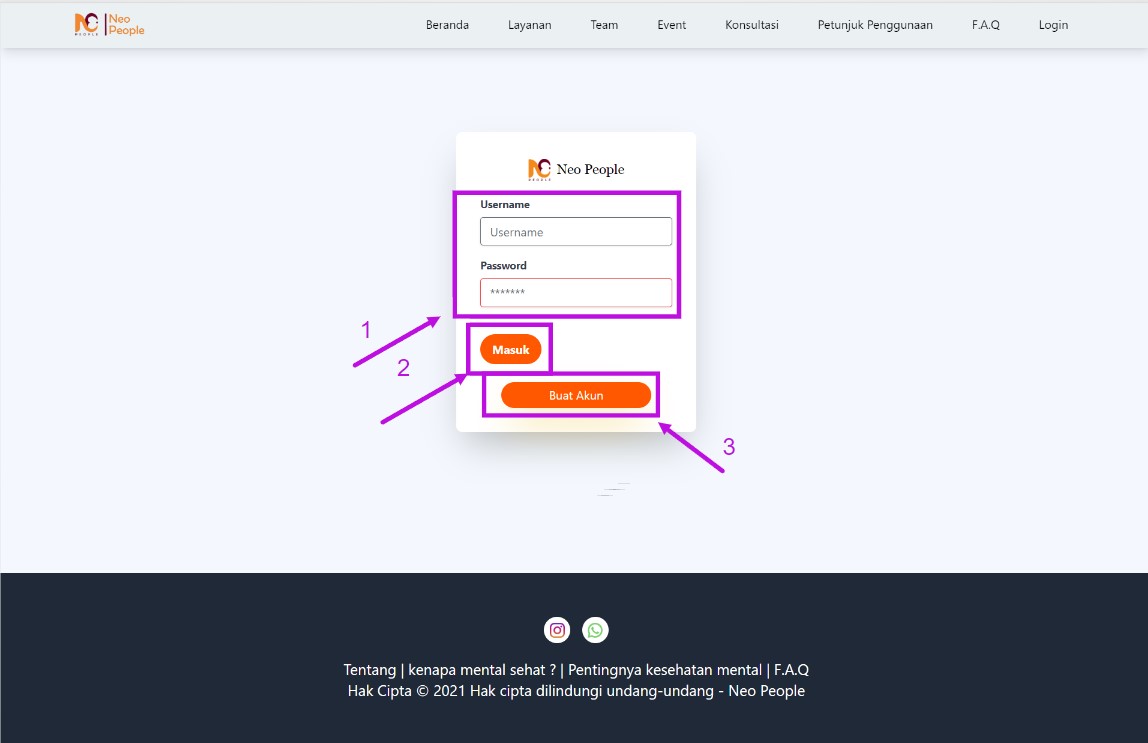 Neo
People
PEOPLE
Beranda Layanan Team Event Konsultasi Petunjuk Penggunaan F.A.Q Login
PEOPLE
Neo People
Username
Username
Password
*******
1
Masuk
2
Buat Akun
3
Tentang | kenapa mental sehat ? | Pentingnya kesehatan mental | F.A.Q
Hak Cipta © 2021 Hak cipta dilindungi undang-undang - Neo People